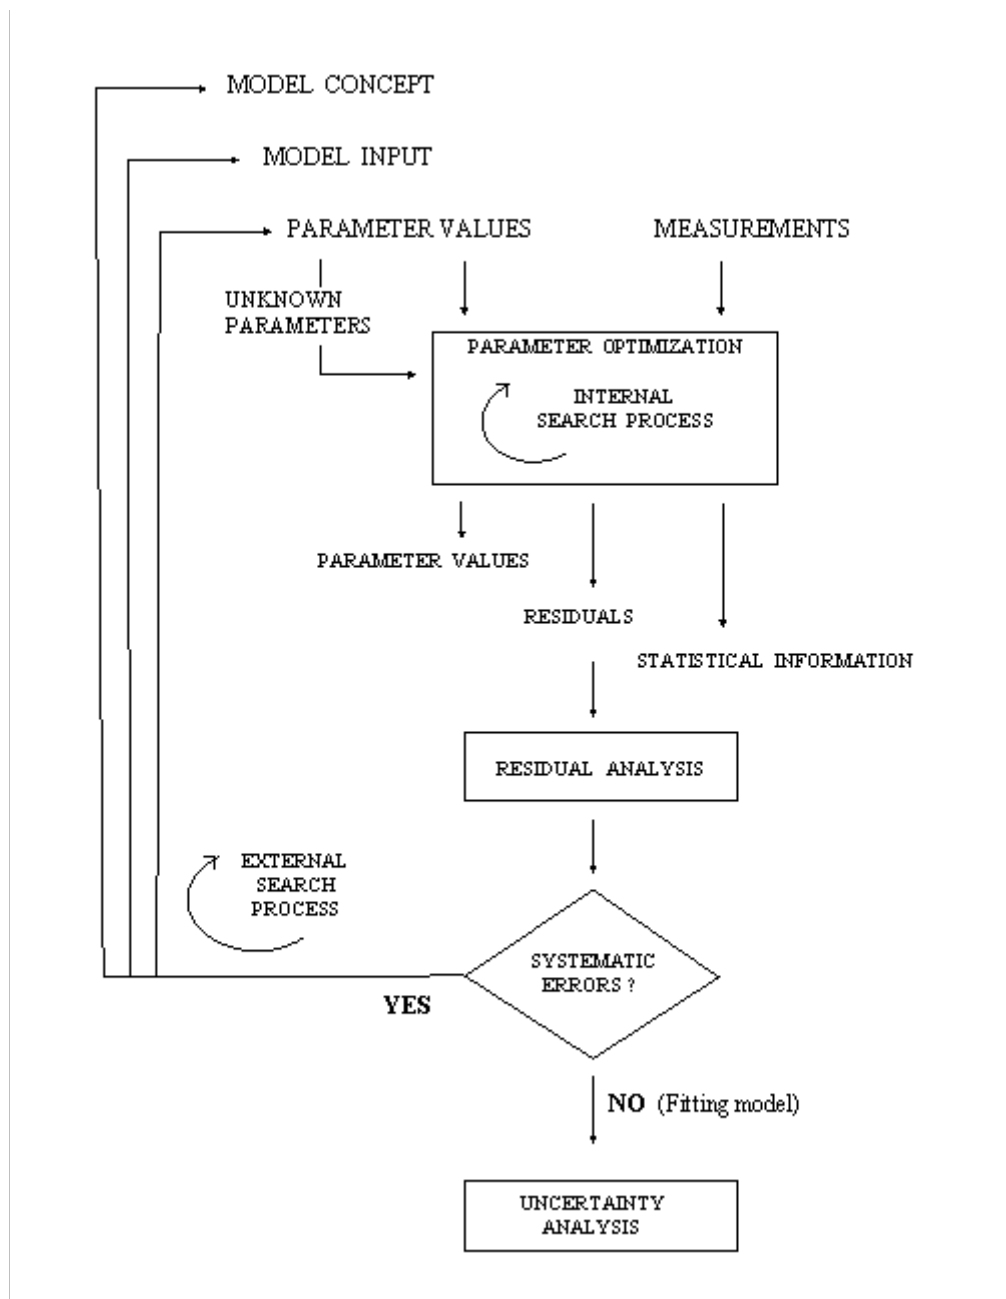 MODEL CONCEPT
MODEL INPUT
PARAMETER VALUES
MEASUREMENTS
UNKNOWN
PARAMETERS
PARAMETER OPTIMIZATION
INTERNAL
SEARCH PROCESS
PARAMETER VALUES
RESIDUALS
STATISTICAL INFORMATION
RESIDUAL ANALYSIS
EXTERNAL
SEARCH
PROCESS
SYSTEMATIC
ERRORS ?
YES
NO (Fitting model)
UNCERTAINTY
ANALYSIS